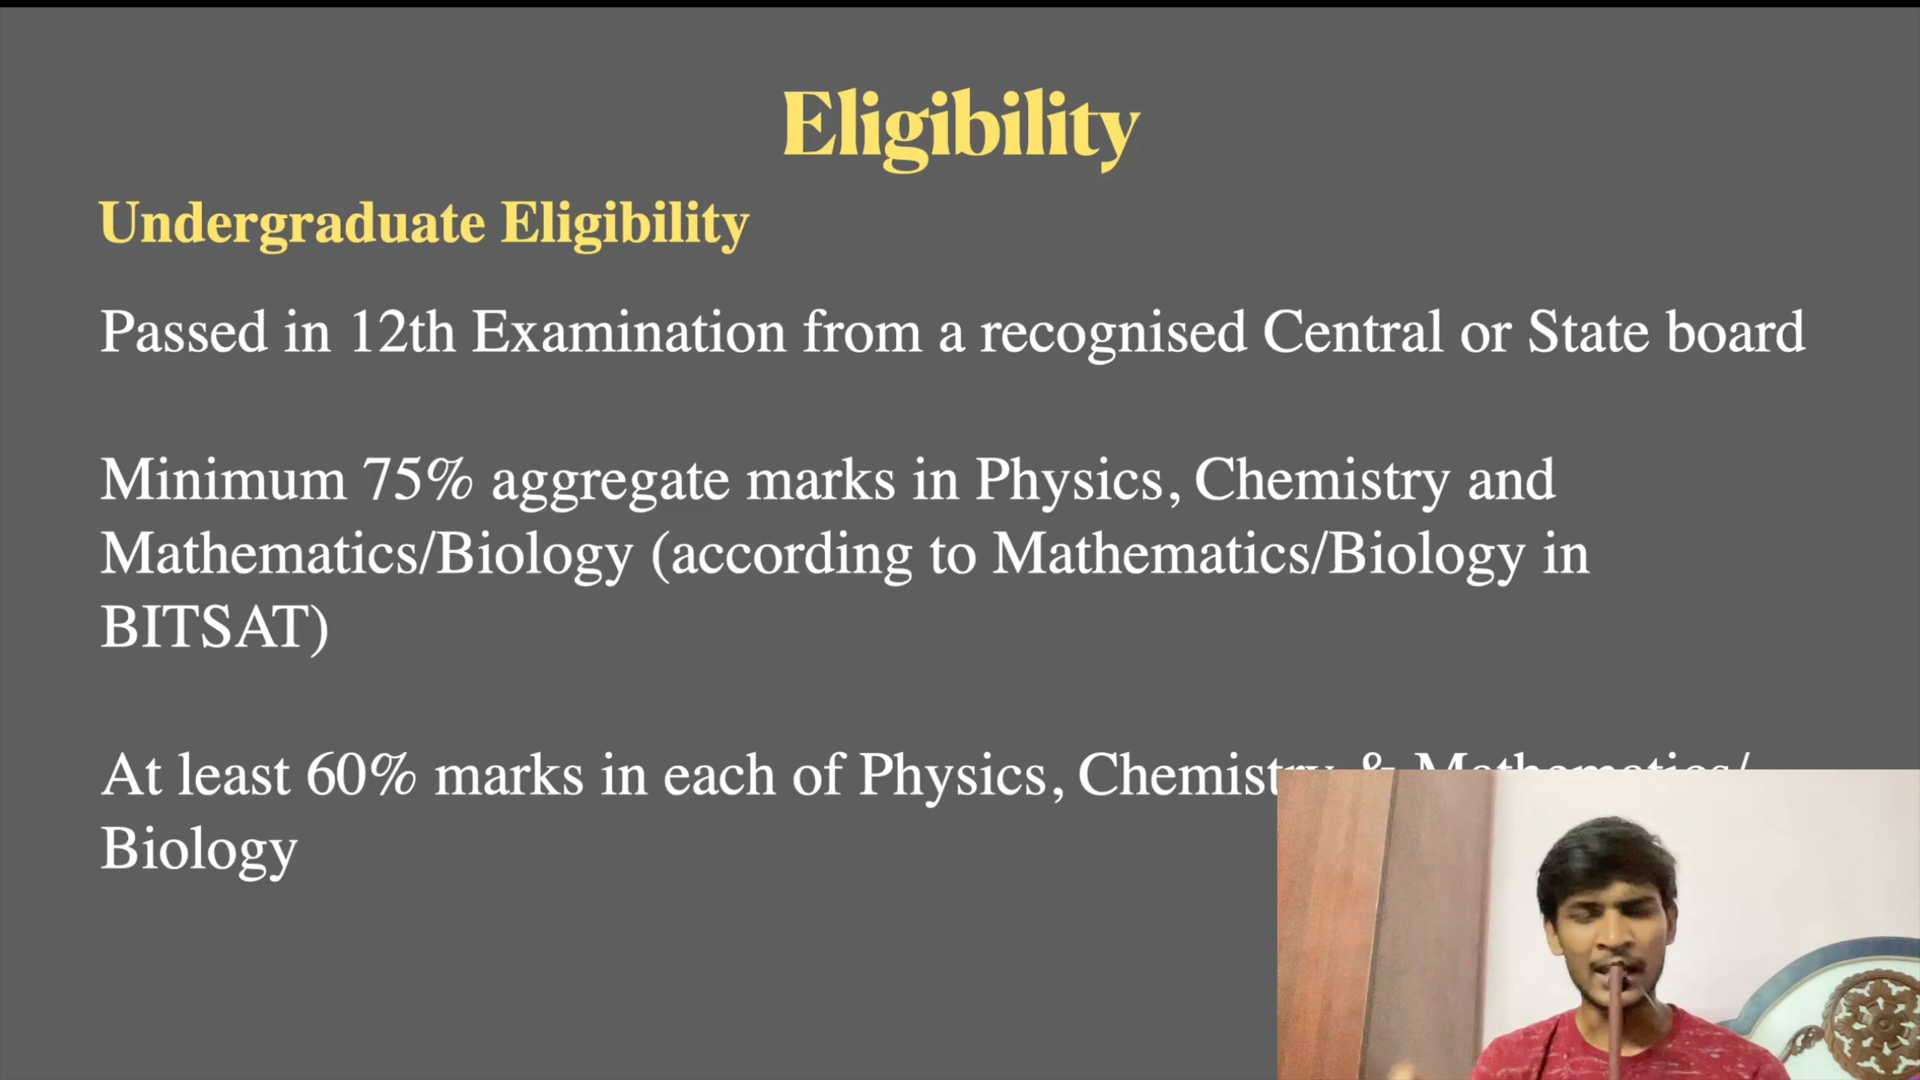 Eligibility
Undergraduate Eligibility
Passed in 12th Examination from a recognised Central or State board
Minimum 75% aggregate marks in Physics, Chemistry and
Mathematics/Biology (according to Mathematics/Biology in
BITSAT)
At least 60% marks in each of Physics, Chemistry & Mathematics/
Biology